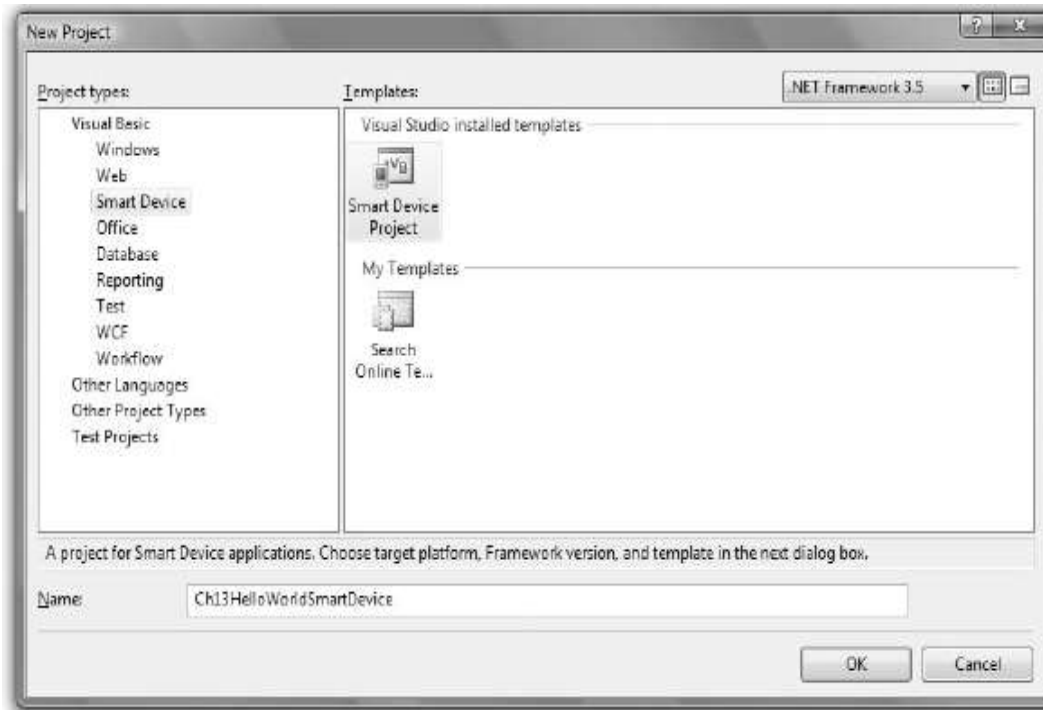 New Project
Project types:
Templates:
.NET Framework 3.5
Visual Basic
Windows
Web
Smart Device
Office
Database
Reporting
Test
WCF
Workflow
Other Languages
Other Project Types
Test Projects
Visual Studio installed templates
VB
Smart Device
Project
My Templates
Search
Online Te...
A project for Smart Device applications. Choose target platform, Framework version, and template in the next dialog box.
Name:
Ch13HelloWorldSmartDevice
OK
Cancel